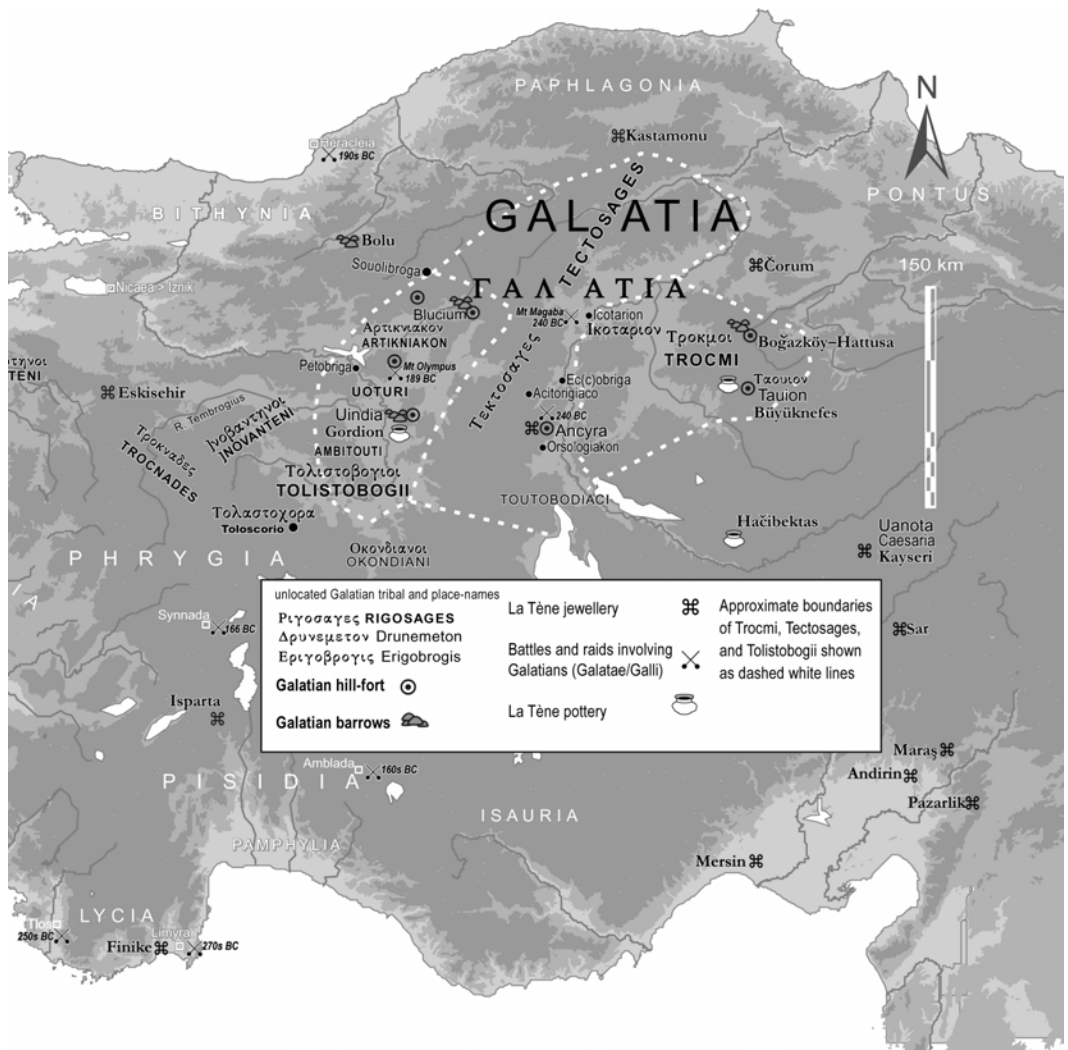 PAPHLAGONIA
N
Kastamonu
Heracleia
190s BC
PONTUS
BITHYNIA
GALATIA
TECTOSAGES
Bolu
Souolibroga
Čorum
150 km
ΓΑΛΑΤΙΑ
Nicaea > Iznik
Blucium
Mt Magaba
240 BC
Icotarion
Ικοταριον
Αρτικνιακον
ARTIKNIAKON
Τροκμοι
TROCMI
Boğazköy–Hattusa
Petobriga
Mt Olympus
189 BC
UOTURI
Τεκτοσαγες
Ec(c)obriga
Acitorigiaco
Ταουιον
Tauion
Büyüknefes
τηνοι
TENI
Eskisehir
R. Tembrogius
Ινοβαντηνοι
INOVANTENI
Τροκναδες
TROCNADES
Uindia
Gordion
AMBITOUTI
240 BC
Ancyra
Orsologiakon
Τολιστοβογιοι
TOLISTOBOGII
TOUTOBODIACI
Τολαστοχορα
Toloscorio
Hačibektas
Uanota
Caesaria
Kayseri
PHRYGIA
Οκονδιανοι
OKONDIANI
IA
unlocated Galatian tribal and place-names
Ριγοσαγες RIGOSAGES
Δρυνεμετον Drunemeton
Εριγοβρογις Erigobrogis
Galatian hill-fort
Galatian barrows
La Tène jewellery
Battles and raids involving
Galatians (Galatae/Galli)
La Tène pottery
Approximate boundaries
of Trocmi, Tectosages,
and Tolistobogii shown
as dashed white lines
Synnada
166 BC
Sar
Isparta
Maraş
Amblada
160s BC
Andirin
PISIDIA
Pazarlik
ISAURIA
PAMPHYLIA
Mersin
LYCIA
Tlos
250s BC
Limyra
Finike
270s BC